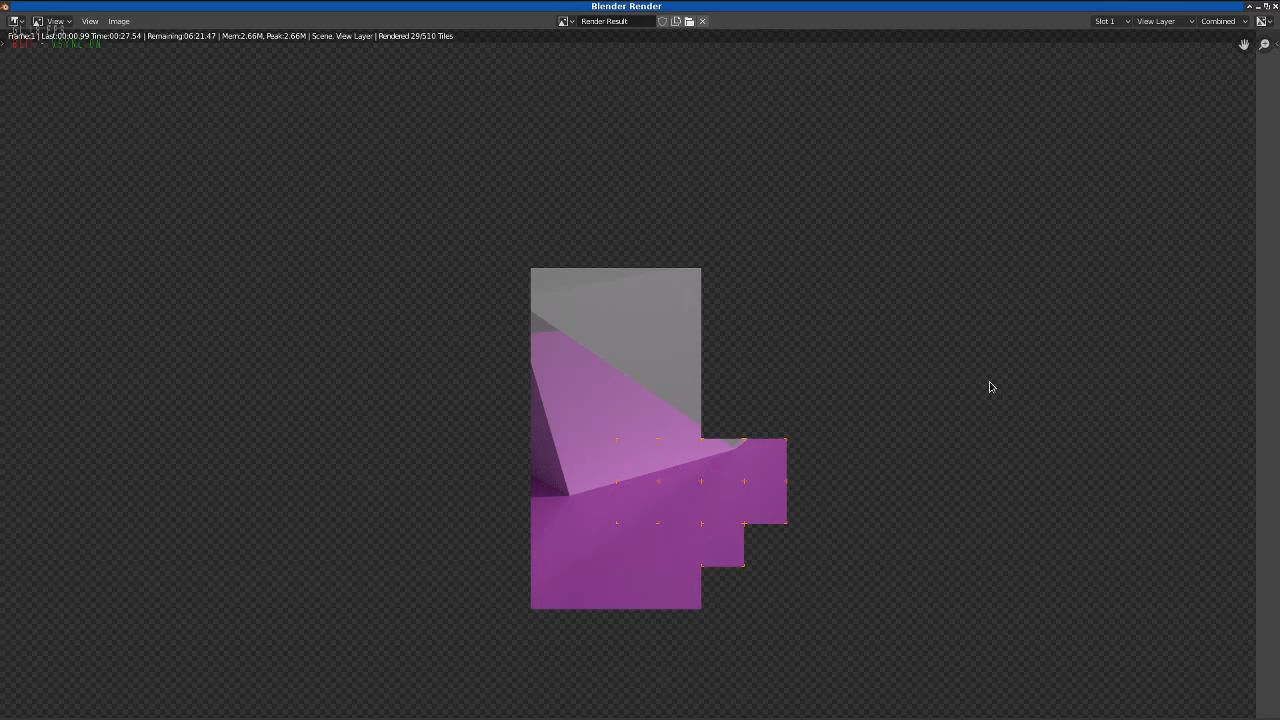 Blender Render
View View Image Render Result Slot 1 View Layer Combined
Frame:1 | Last:00:00.99 Time:00:27.54 | Remaining:06:21.47 | Mem:2.66M, Peak:2.66M | Scene, View Layer | Rendered 29/510 Tiles